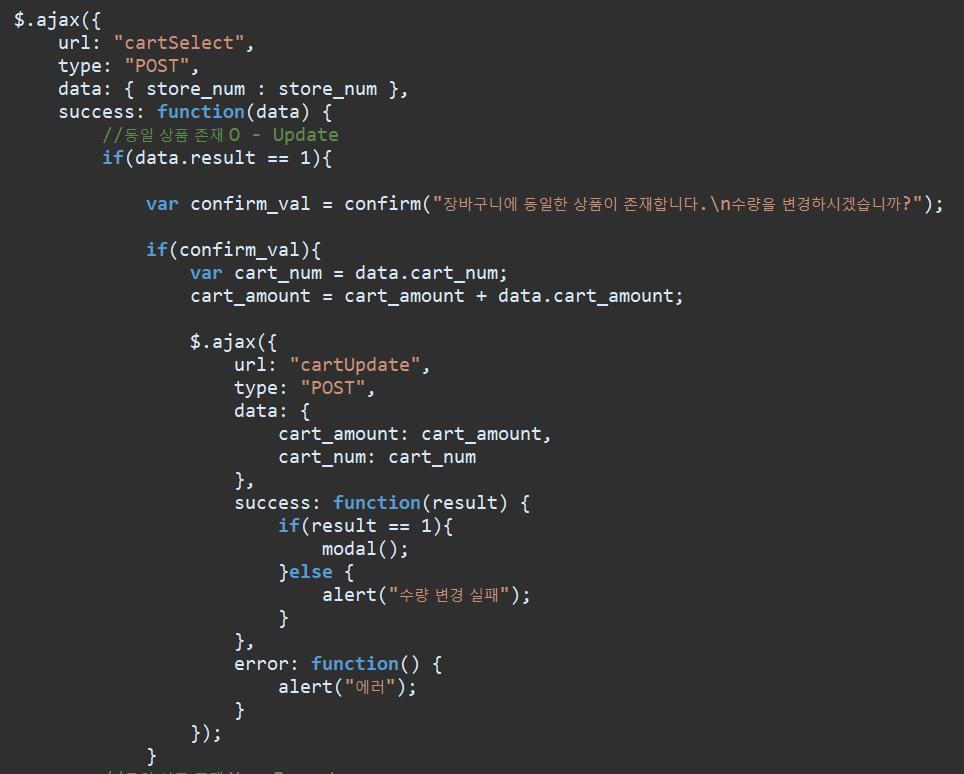 $.ajax({
    url: "cartSelect",
    type: "POST",
    data: { store_num : store_num },
    success: function(data) {
        //동일 상품 존재 O - Update
        if(data.result == 1){

            var confirm_val = confirm("장바구니에 동일한 상품이 존재합니다.\n수량을 변경하시겠습니까?");

            if(confirm_val){
                var cart_num = data.cart_num;
                cart_amount = cart_amount + data.cart_amount;

                $.ajax({
                    url: "cartUpdate",
                    type: "POST",
                    data: {
                        cart_amount: cart_amount,
                        cart_num: cart_num
                    },
                    success: function(result) {
                        if(result == 1){
                            modal();
                        }else {
                            alert("수량 변경 실패");
                        }
                    },
                    error: function() {
                        alert("에러");
                    }
                });
            }